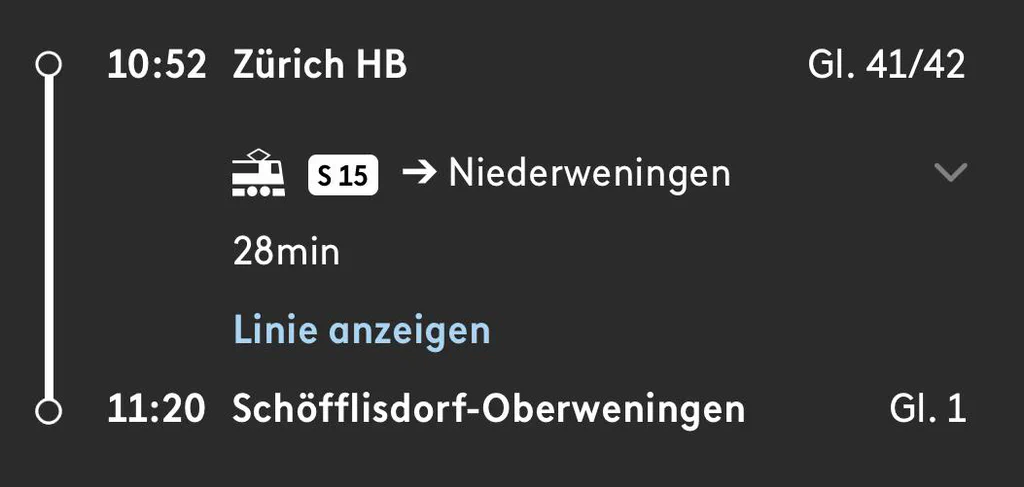 10:52 Zürich HB Gl. 41/42
S 15 → Niederweningen
28min
Linie anzeigen
11:20 Schöfflisdorf-Oberweningen Gl. 1